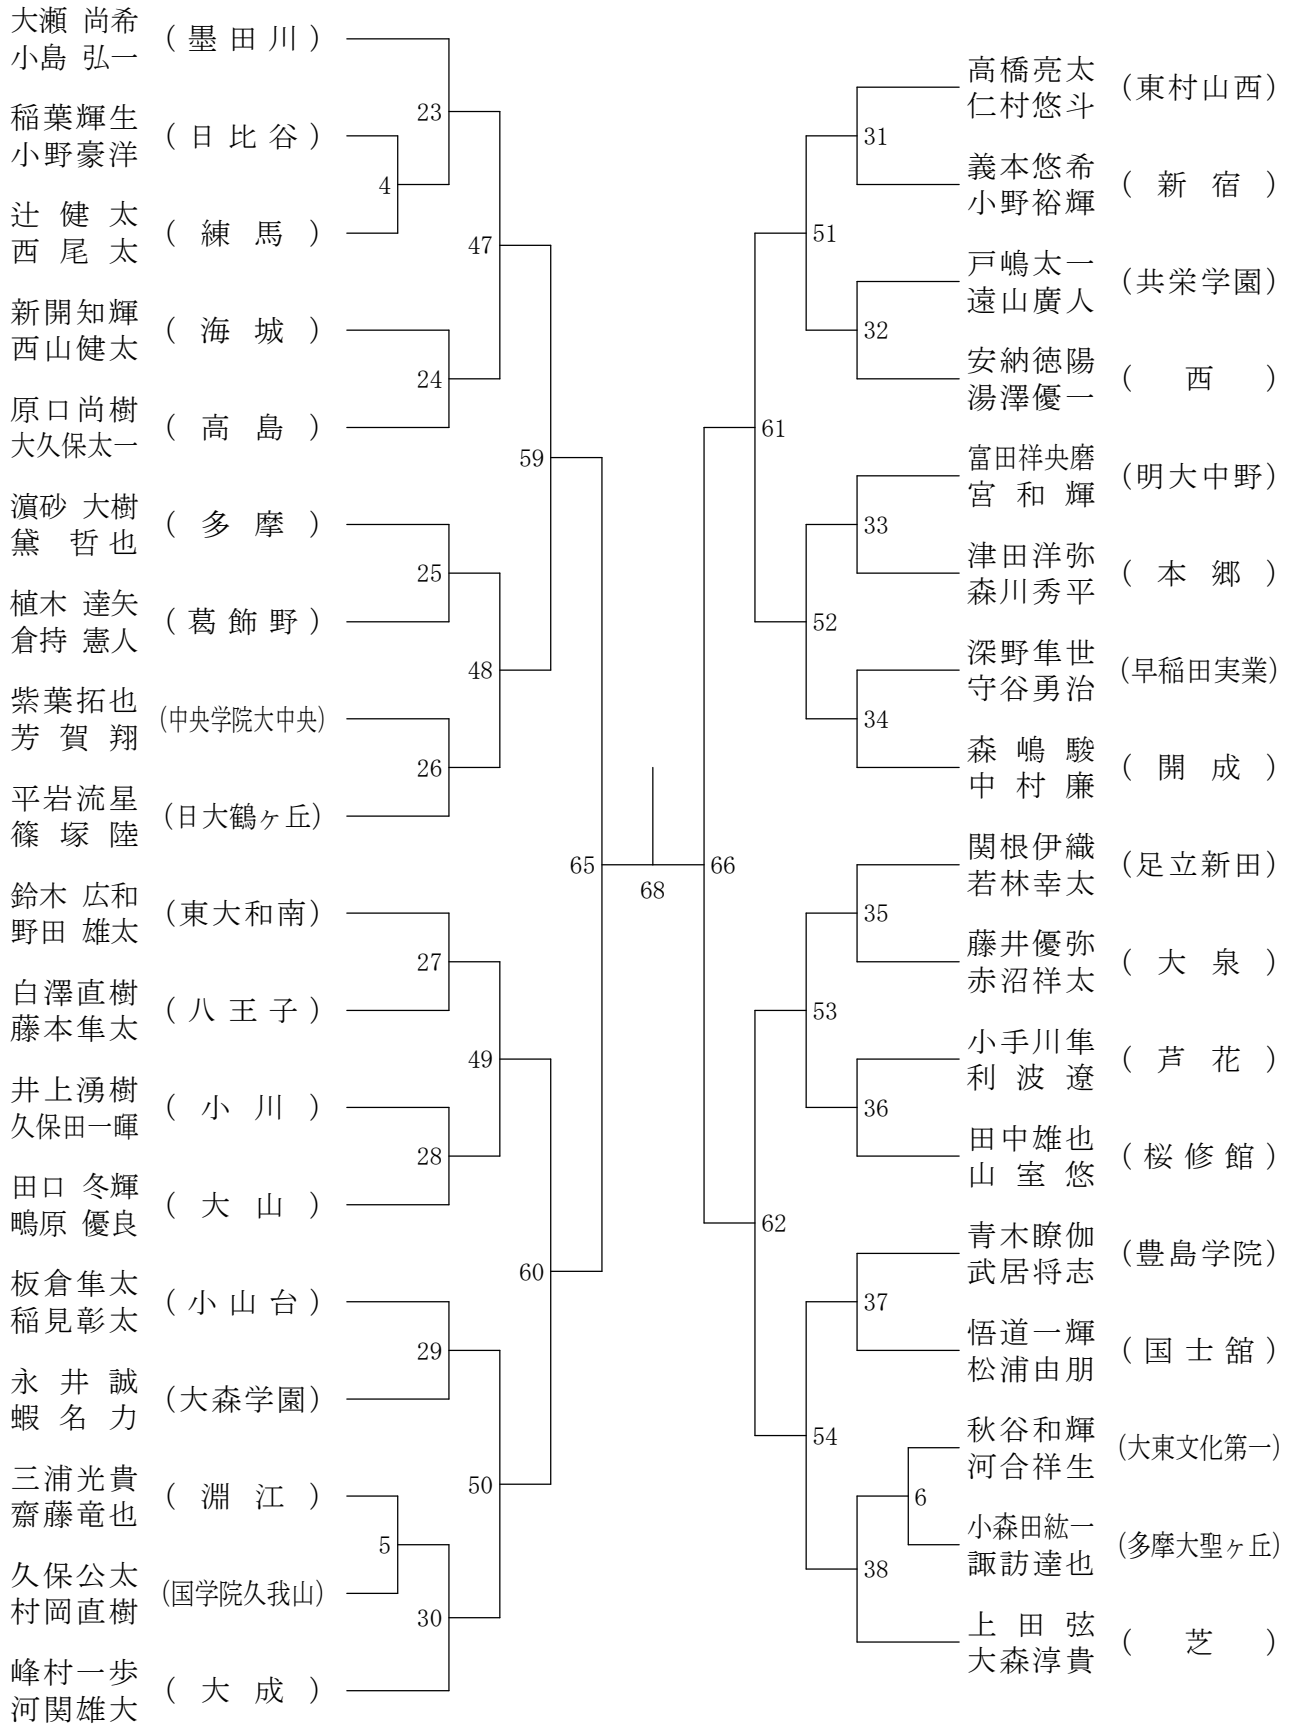 大瀬 尚希
小島 弘一
(墨田川)
稲葉輝生
小野豪洋
(日比谷)
辻健太
西尾太
(練馬)
新開知輝
西山健太
(海城)
原口尚樹
大久保太一
(高島)
濵砂 大樹
黛 哲也
(多摩)
植木 達矢
倉持 憲人
(葛飾野)
紫葉拓也
芳賀翔
(中央学院大中央)
平岩流星
篠塚陸
(日大鶴ヶ丘)
鈴木 広和
野田 雄太
(東大和南)
白澤直樹
藤本隼太
(八王子)
井上湧樹
久保田一暉
(小川)
田口 冬輝
鴫原 優良
(大山)
板倉隼太
稲見彰太
(小山台)
永井誠
蝦名力
(大森学園)
三浦光貴
齋藤竜也
(淵江)
久保公太
村岡直樹
(国学院久我山)
峰村一歩
河関雄大
(大成)
4
5
23
24
25
26
27
28
29
30
47
48
49
50
59
60
65
68
66
61
62
51
52
53
54
31
32
33
34
35
36
37
38
6
高橋亮太
仁村悠斗
(東村山西)
義本悠希
小野裕輝
(新宿)
戸嶋太一
遠山廣人
(共栄学園)
安納徳陽
湯澤優一
(西)
富田祥央磨
宮和輝
(明大中野)
津田洋弥
森川秀平
(本郷)
深野隼世
守谷勇治
(早稲田実業)
森嶋駿
中村廉
(開成)
関根伊織
若林幸太
(足立新田)
藤井優弥
赤沼祥太
(大泉)
小手川隼
利波遼
(芦花)
田中雄也
山室悠
(桜修館)
青木瞭伽
武居将志
(豊島学院)
悟道一輝
松浦由朋
(国士舘)
秋谷和輝
河合祥生
(大東文化第一)
小森田紘一
諏訪達也
(多摩大聖ヶ丘)
上田弦
大森淳貴
(芝)